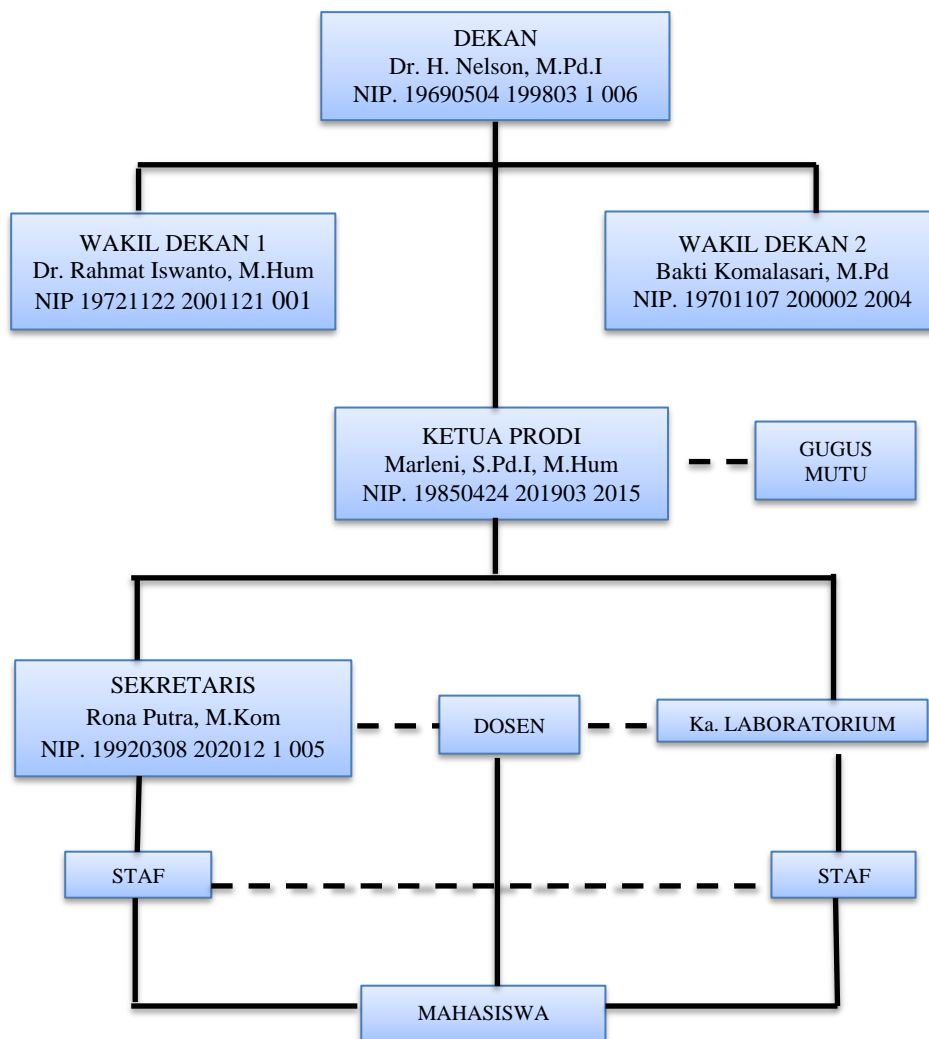 DEKAN
Dr. H. Nelson, M.Pd.I
NIP. 19690504 199803 1 006
WAKIL DEKAN 1
Dr. Rahmat Iswanto, M.Hum
NIP 19721122 2001121 001
WAKIL DEKAN 2
Bakti Komalasari, M.Pd
NIP. 19701107 200002 2004
KETUA PRODI
Marleni, S.Pd.I, M.Hum
NIP. 19850424 201903 2015
GUGUS
MUTU
SEKRETARIS
Rona Putra, M.Kom
NIP. 19920308 202012 1 005
DOSEN
Ka. LABORATORIUM
STAF
STAF
MAHASISWA